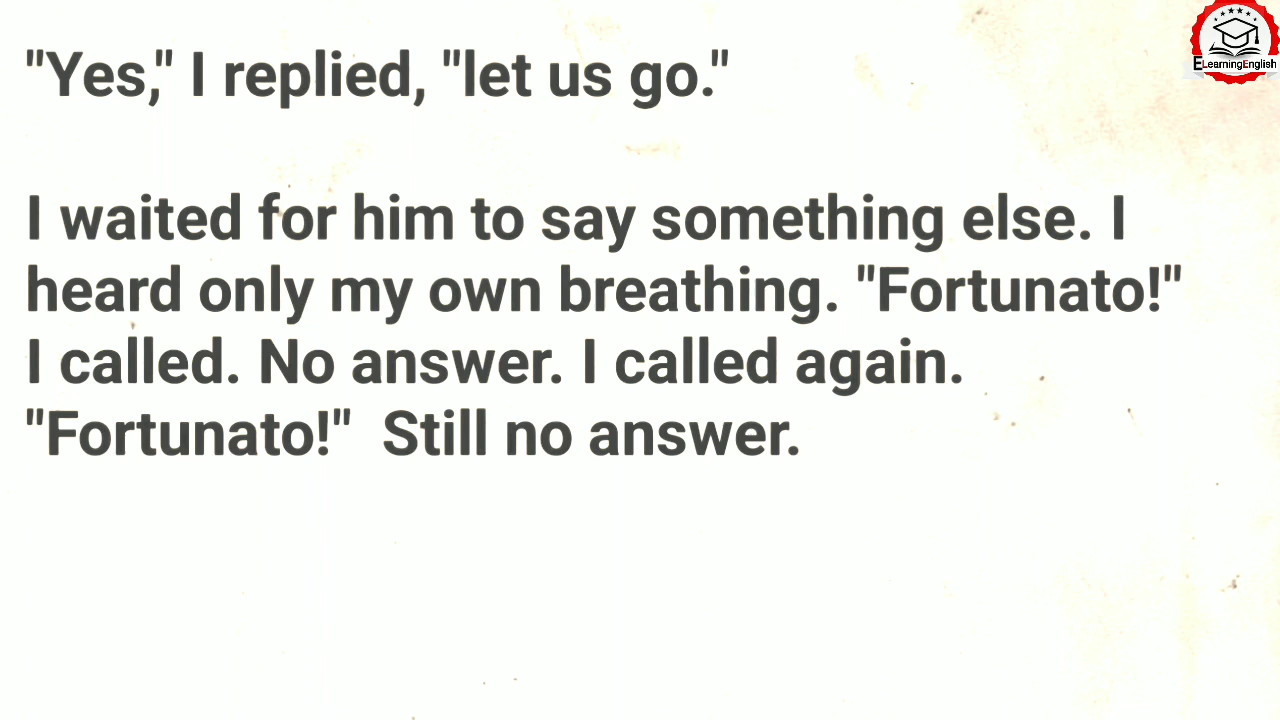 "Yes," I replied, "let us go."
I waited for him to say something else. I
heard only my own breathing. "Fortunato!"
I called. No answer. I called again.
"Fortunato!"  Still no answer.
ELearningEnglish